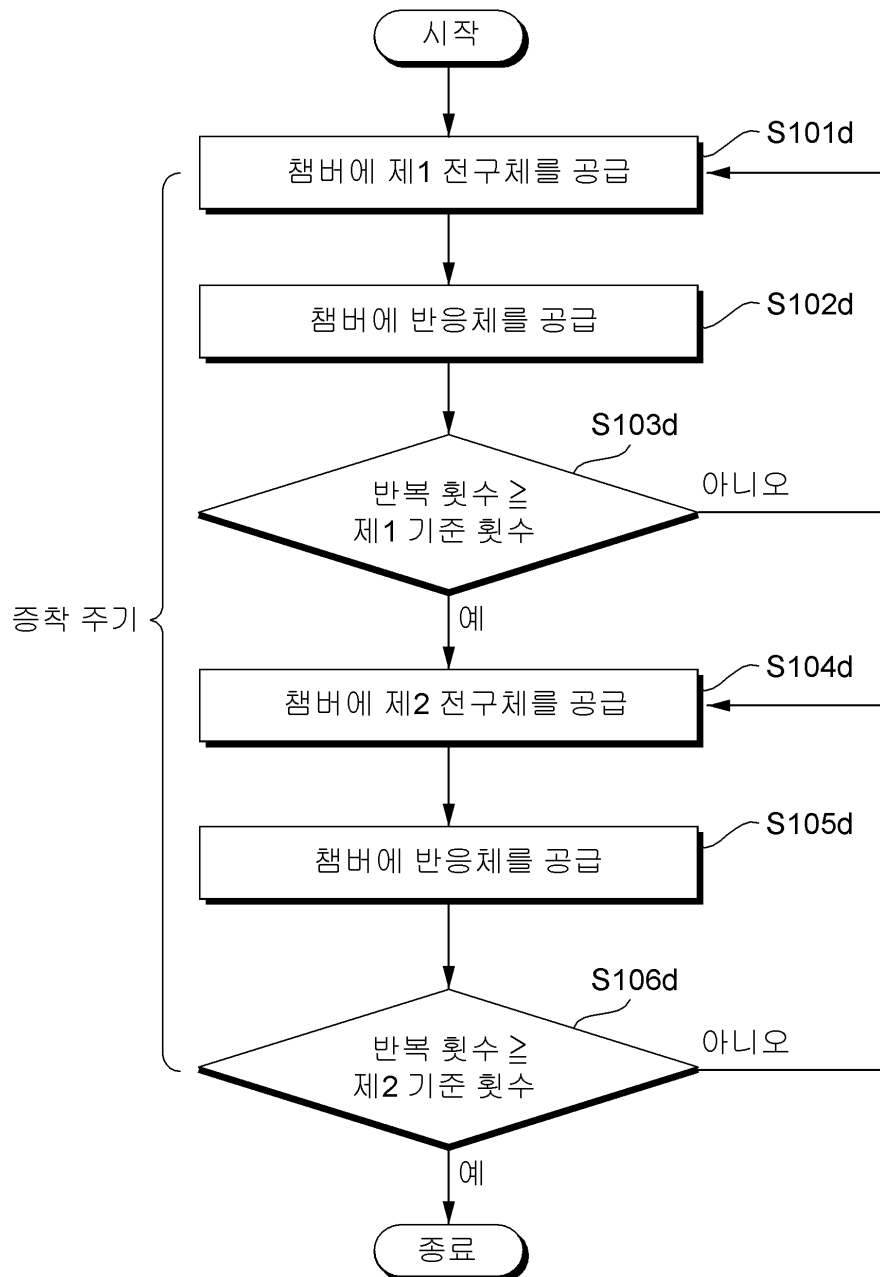 시작
S101d
챔버에 제1 전구체를 공급
S102d
챔버에 반응체를 공급
S103d
반복 횟수 ≧
제1 기준 횟수
아니오
예
증착 주기
S104d
챔버에 제2 전구체를 공급
S105d
챔버에 반응체를 공급
S106d
반복 횟수 ≧
제2 기준 횟수
아니오
예
종료